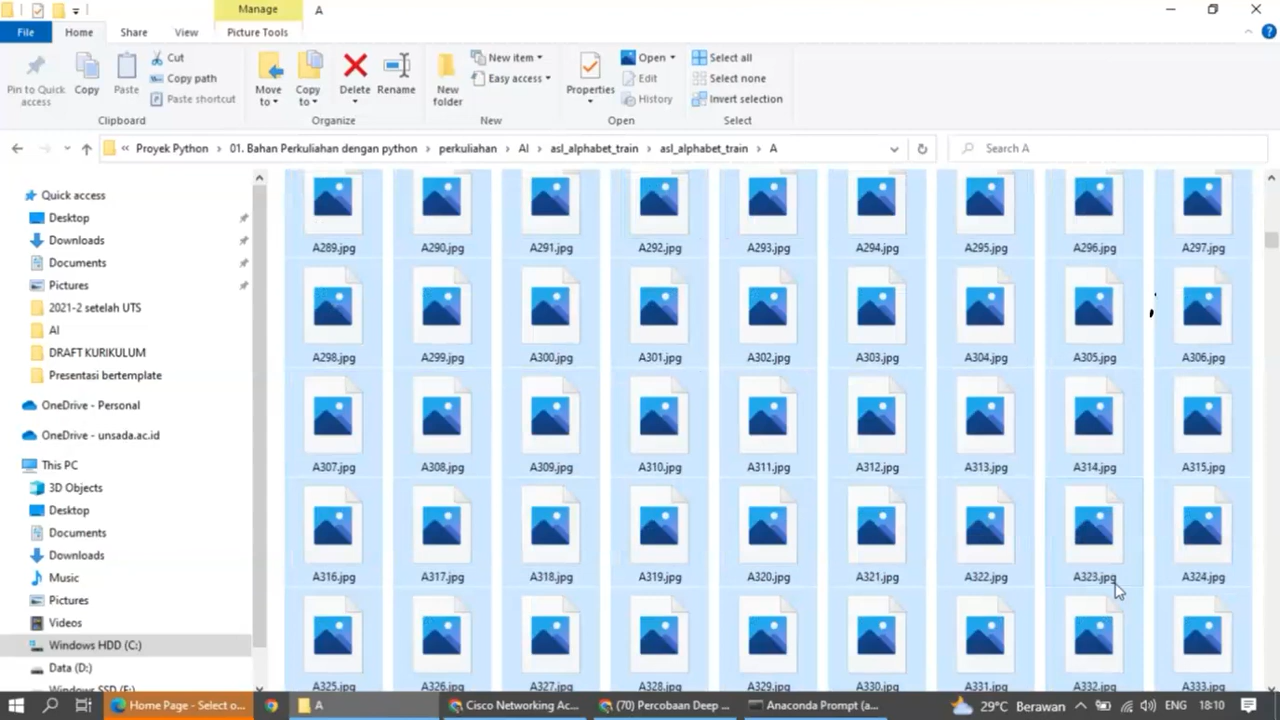 Manage
A
File
Home
Share
View
Picture Tools
Pin to Quick access
Copy
Paste
Cut
Copy path
Paste shortcut
Clipboard
Move to
Copy to
Delete
Rename
Organize
New folder
New item
Easy access
New
Properties
Open
Edit
History
Open
Select all
Select none
Invert selection
Select
« Proyek Python > 01. Bahan Perkuliahan dengan python > perkuliahan > AI > asl_alphabet_train > asl_alphabet_train > A
Search A
Quick access
Desktop
Downloads
Documents
Pictures
2021-2 setelah UTS
AI
DRAFT KURIKULUM
Presentasi bertemplate
OneDrive - Personal
OneDrive - unsada.ac.id
This PC
3D Objects
Desktop
Documents
Downloads
Music
Pictures
Videos
Windows HDD (C:)
Data (D:)
Windows SSD (F:)
A289.jpg A290.jpg A291.jpg A292.jpg A293.jpg A294.jpg A295.jpg A296.jpg A297.jpg
A298.jpg A299.jpg A300.jpg A301.jpg A302.jpg A303.jpg A304.jpg A305.jpg A306.jpg
A307.jpg A308.jpg A309.jpg A310.jpg A311.jpg A312.jpg A313.jpg A314.jpg A315.jpg
A316.jpg A317.jpg A318.jpg A319.jpg A320.jpg A321.jpg A322.jpg A323.jpg A324.jpg
A325.jpg A326.jpg A327.jpg A328.jpg A329.jpg A330.jpg A331.jpg A332.jpg A333.jpg
Home Page - Select o...
A
Cisco Networking Ac...
(70) Percobaan Deep ...
Anaconda Prompt (a...
29°C Berawan
ENG
18:10